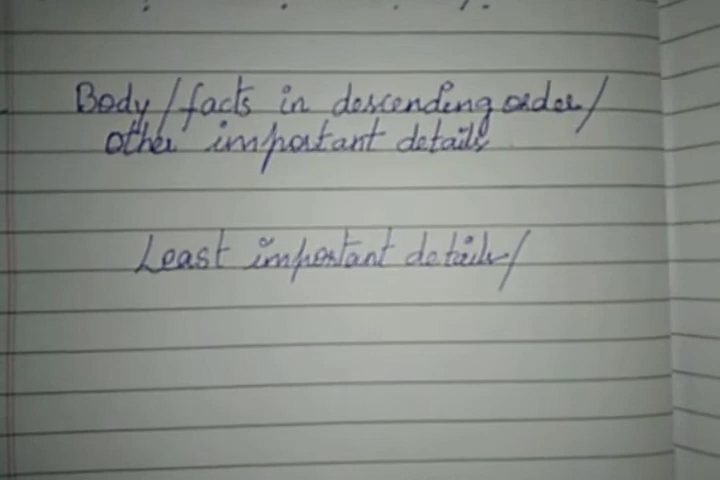 Body/facts in descending order/
other important details
Least important details/